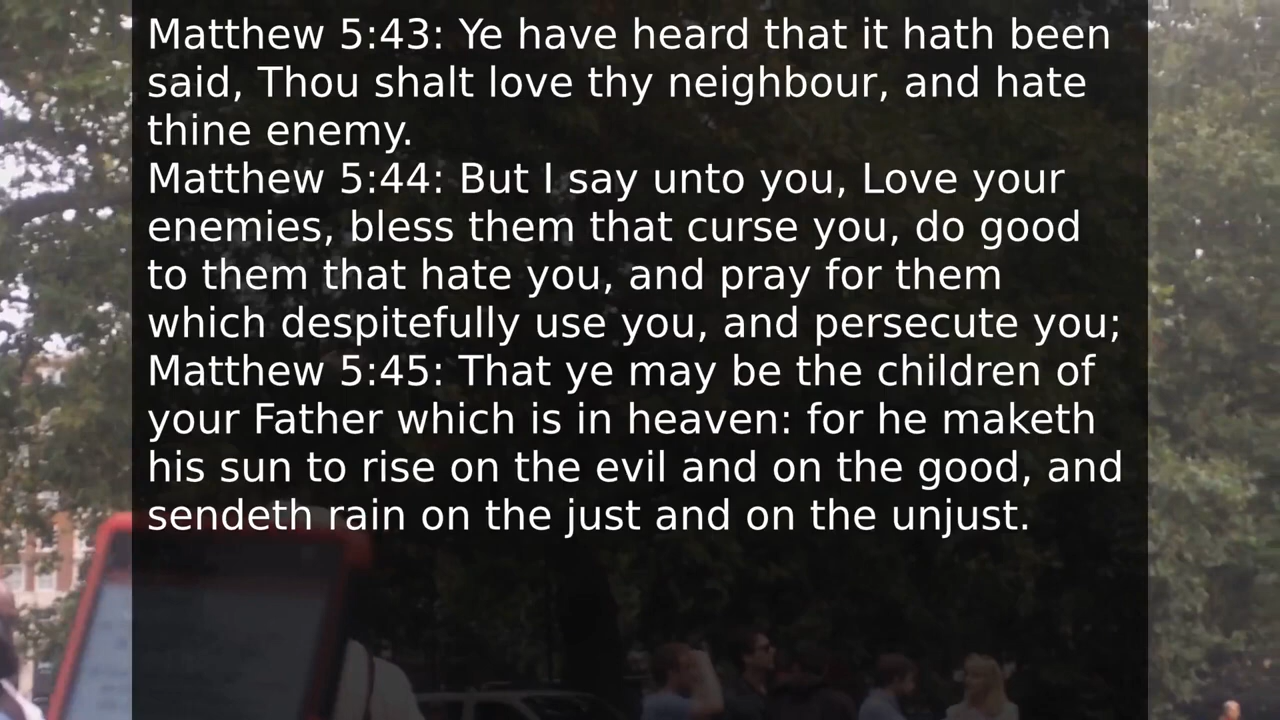 Matthew 5:43: Ye have heard that it hath been
said, Thou shalt love thy neighbour, and hate
thine enemy.
Matthew 5:44: But I say unto you, Love your
enemies, bless them that curse you, do good
to them that hate you, and pray for them
which despitefully use you, and persecute you;
Matthew 5:45: That ye may be the children of
your Father which is in heaven: for he maketh
his sun to rise on the evil and on the good, and
sendeth rain on the just and on the unjust.